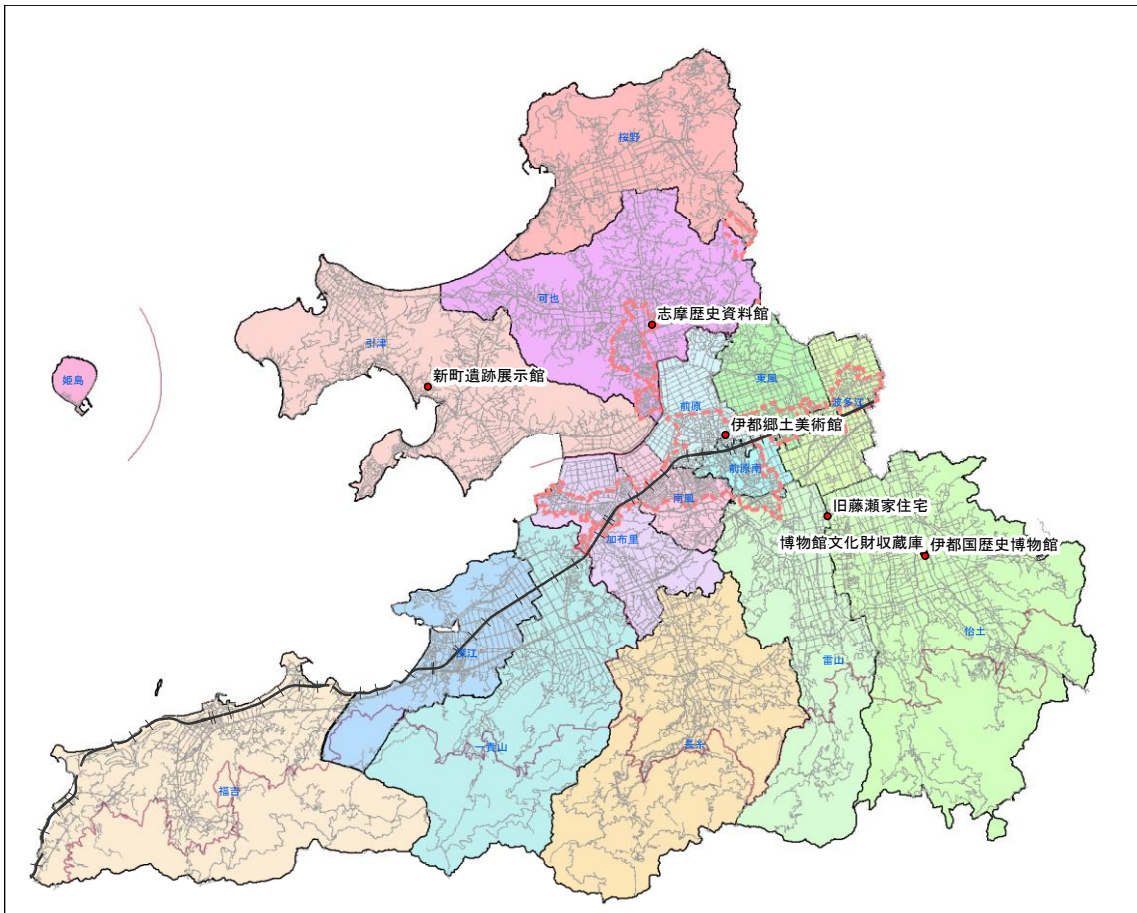 桜野
可也
志摩歴史資料館
引津
新町遺跡展示館
姫島
東風
波多江
前原
伊都郷土美術館
前原南
南風
旧藤瀬家住宅
加布里
博物館文化財収蔵庫
伊都国歴史博物館
怡土
深江
雷山
一貴山
長糸
福吉